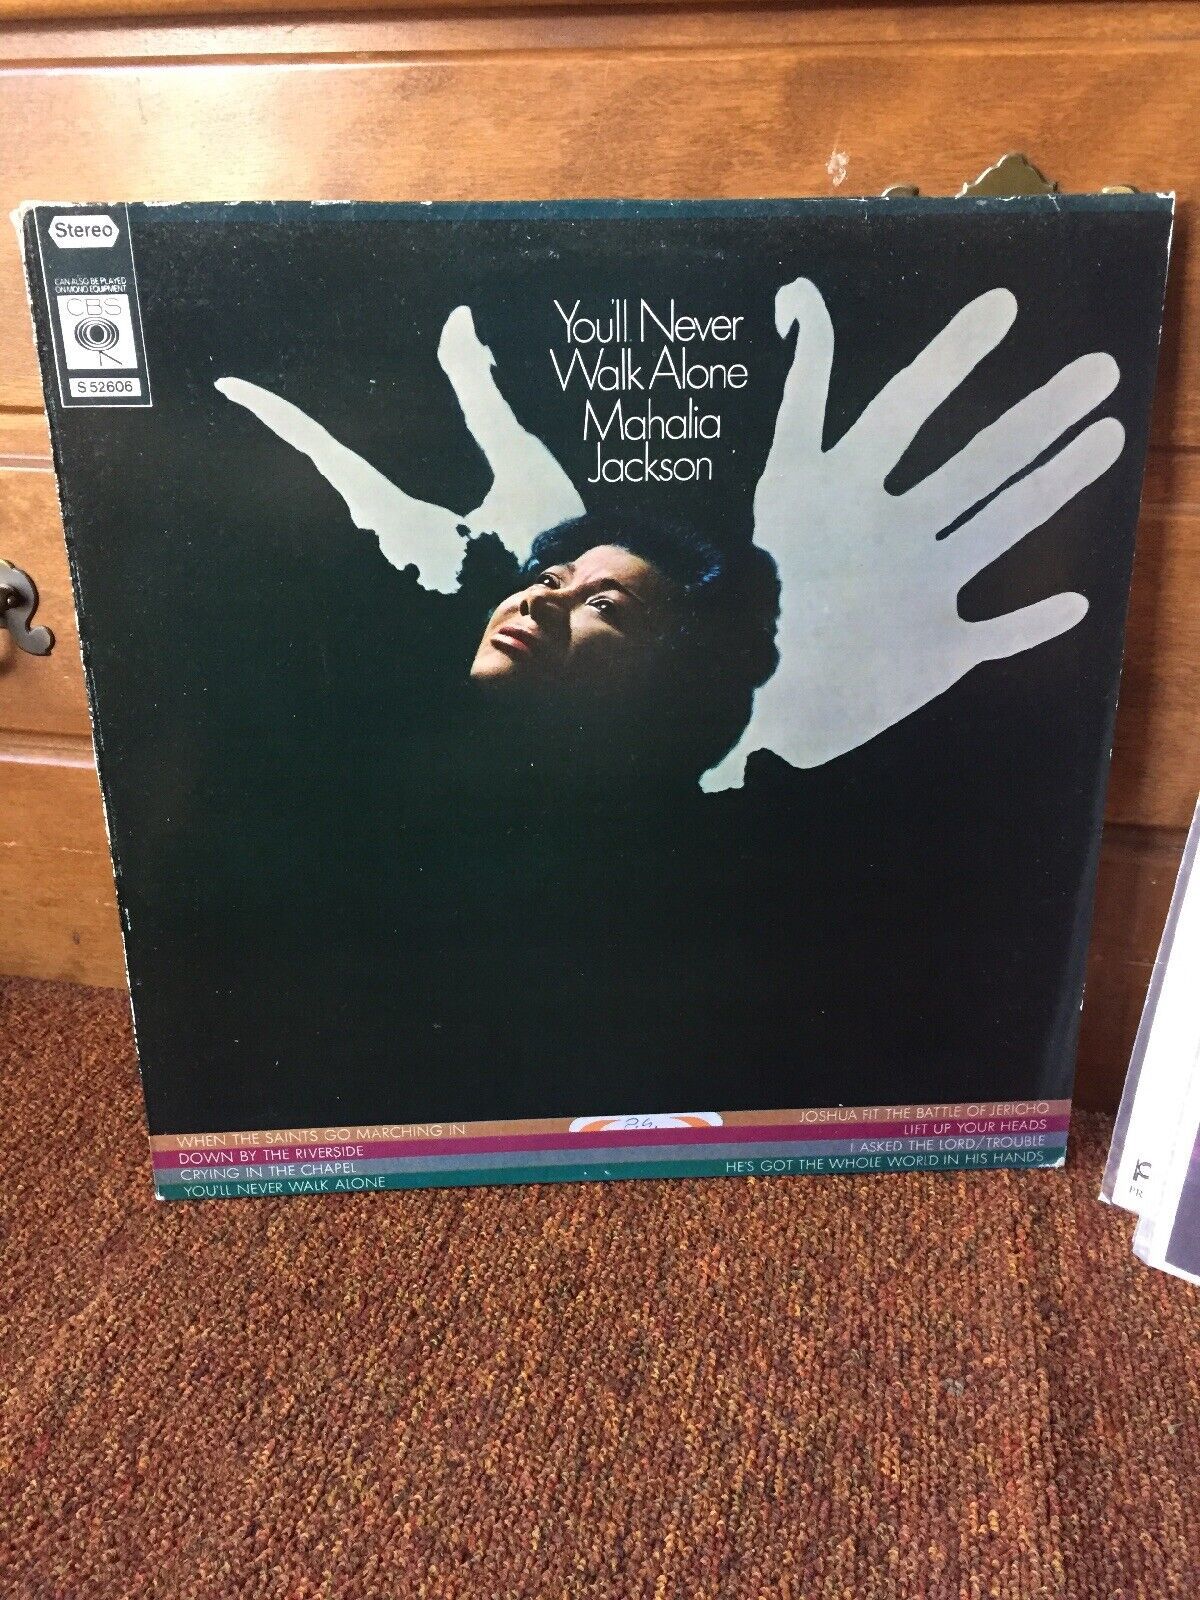 Stereo
CAN ALSO BE PLAYED
ON MONO EQUIPMENT
CBS
S 52606
You'll Never
Walk Alone
Mahalia
Jackson
WHEN THE SAINTS GO MARCHING IN
DOWN BY THE RIVERSIDE
CRYING IN THE CHAPEL
YOU'LL NEVER WALK ALONE
JOSHUA FIT THE BATTLE OF JERICHO
LIFT UP YOUR HEADS
I ASKED THE LORD/TROUBLE
HE'S GOT THE WHOLE WORLD IN HIS HANDS
PR